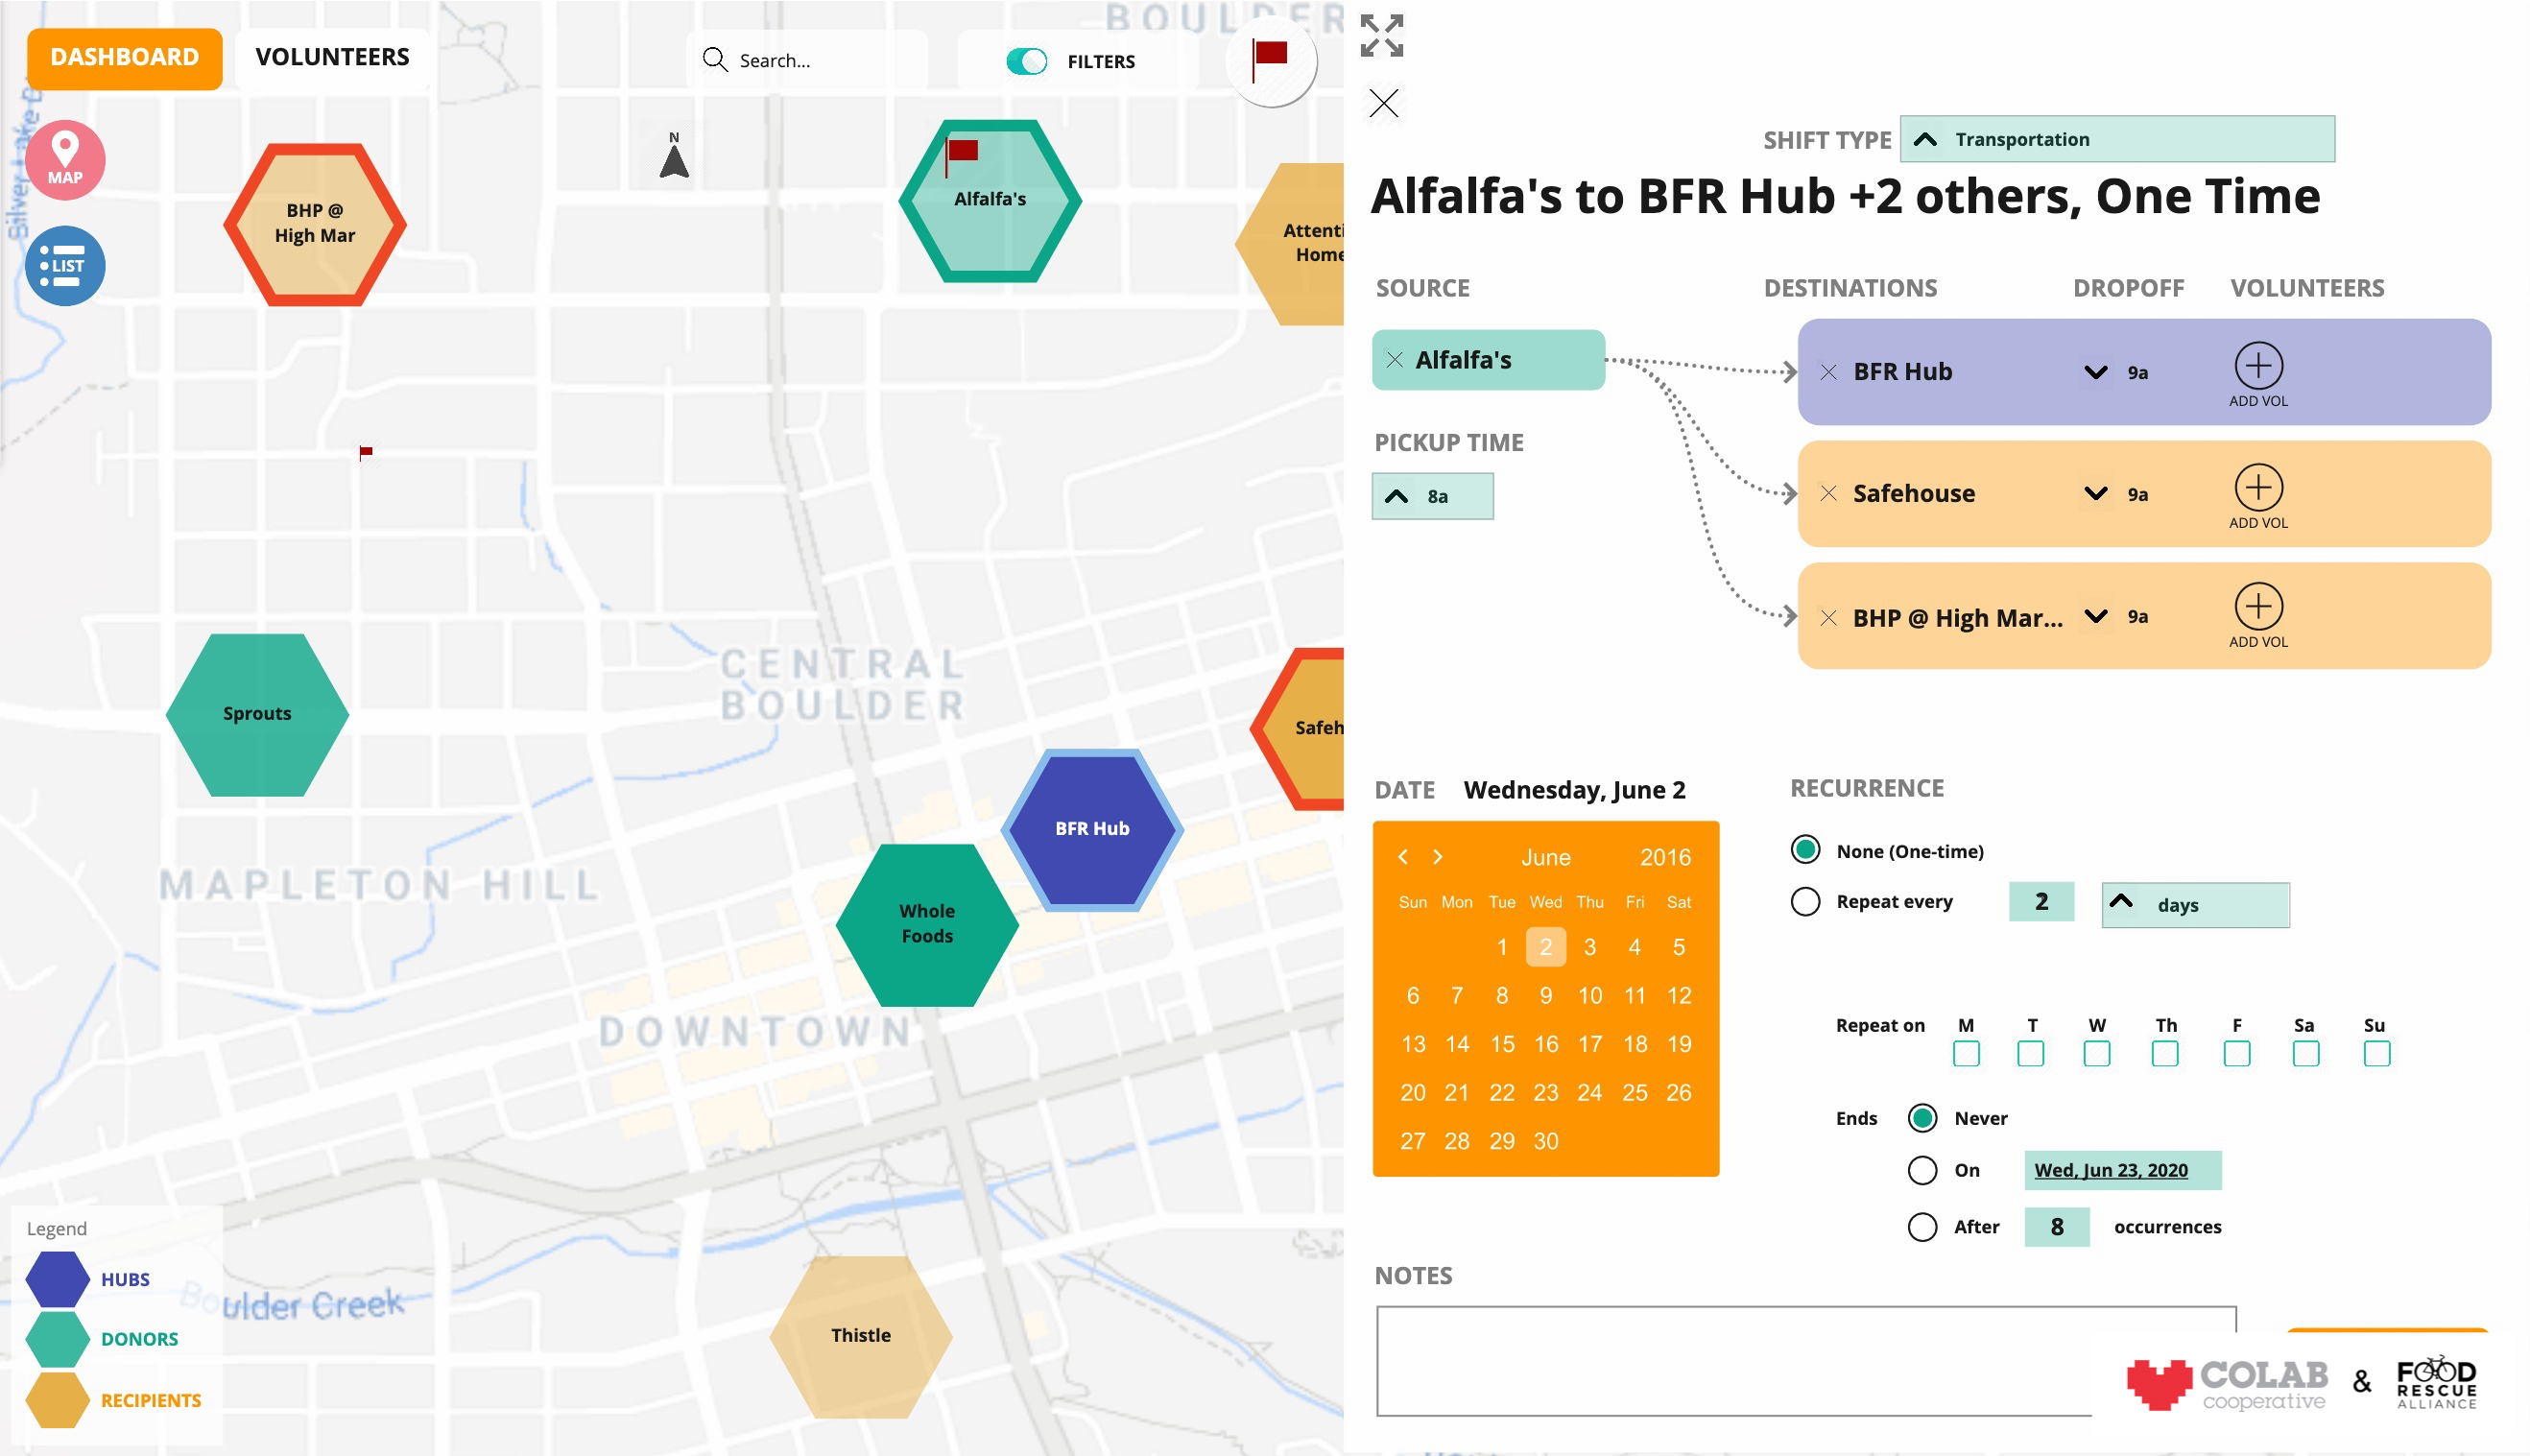 BOULDER
DASHBOARD
VOLUNTEERS
Search...
FILTERS
MAP
LIST
N
BHP @
High Mar
Alfalfa's
Attenti
Home
Sprouts
CENTRAL
BOULDER
Safeh
BFR Hub
MAPLETON HILL
Whole
Foods
DOWNTOWN
Thistle
Boulder Creek
Legend
HUBS
DONORS
RECIPIENTS
SHIFT TYPE
Transportation
Alfalfa's to BFR Hub +2 others, One Time
SOURCE
DESTINATIONS
DROPOFF
VOLUNTEERS
Alfalfa's
BFR Hub
9a
ADD VOL
PICKUP TIME
8a
Safehouse
9a
ADD VOL
BHP @ High Mar...
9a
ADD VOL
DATE
Wednesday, June 2
June
2016
Sun Mon Tue Wed Thu Fri Sat
1 2 3 4 5
6 7 8 9 10 11 12
13 14 15 16 17 18 19
20 21 22 23 24 25 26
27 28 29 30
RECURRENCE
None (One-time)
Repeat every 2 days
Repeat on M T W Th F Sa Su
Ends Never
On Wed, Jun 23, 2020
After 8 occurrences
NOTES
COLAB
cooperative
&
FOOD
RESCUE
ALLIANCE